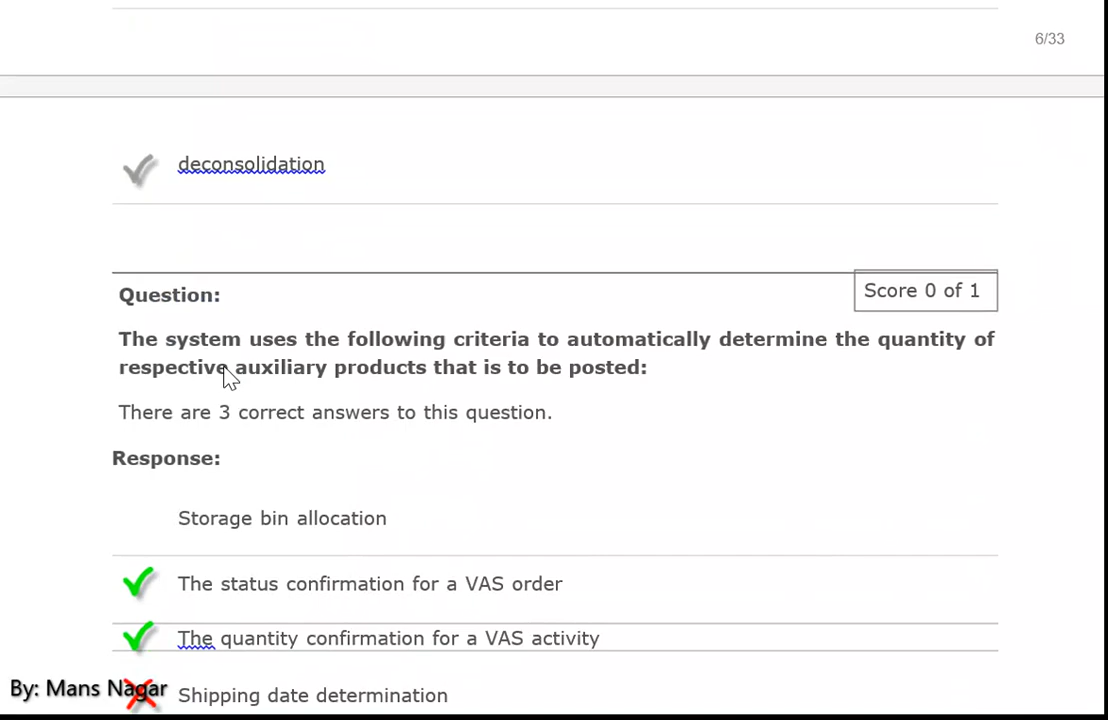 6/33
deconsolidation
Question:
Score 0 of 1
The system uses the following criteria to automatically determine the quantity of
respective auxiliary products that is to be posted:
There are 3 correct answers to this question.
Response:
Storage bin allocation
The status confirmation for a VAS order
The quantity confirmation for a VAS activity
By: Mans Nagar
Shipping date determination